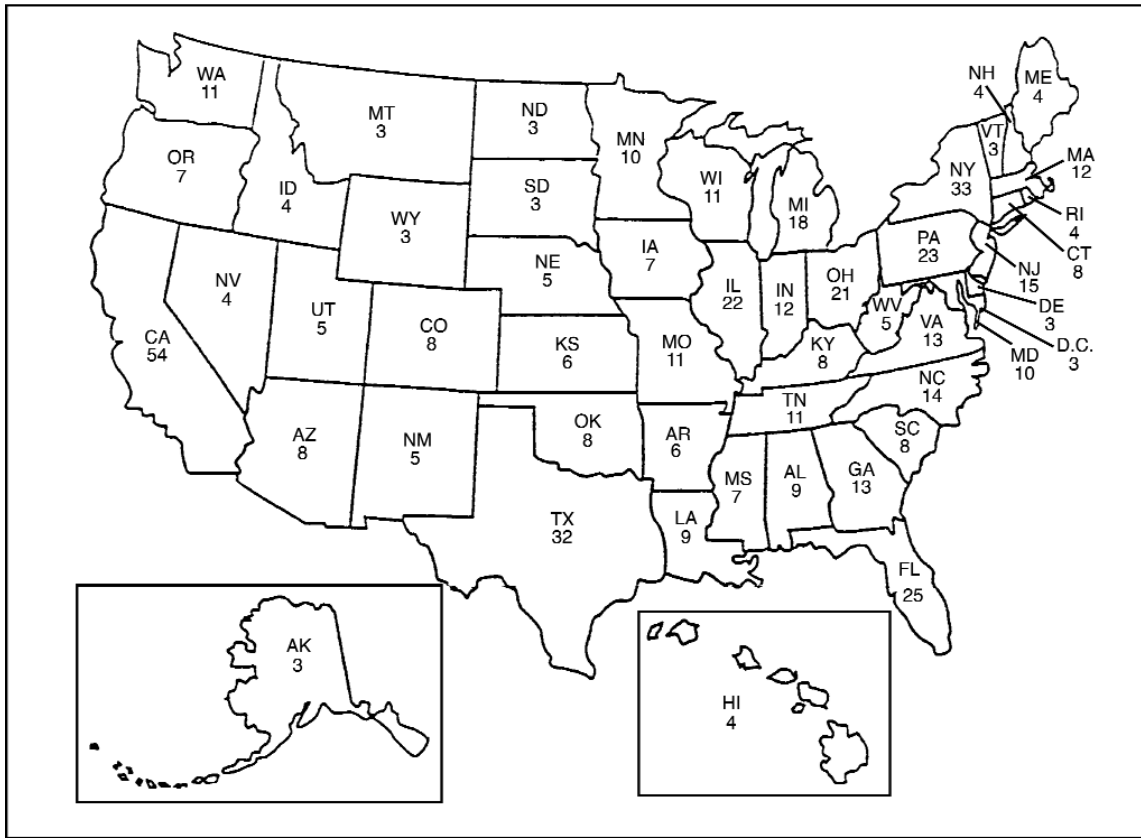 WA
11
MT
3
ND
3
MN
10
OR
7
ID
4
WY
3
SD
3
WI
11
MI
18
NH
4
ME
4
VT
3
NY
33
MA
12
RI
4
CT
8
NJ
15
DE
3
D.C.
3
MD
10
PA
23
NV
4
UT
5
CO
8
NE
5
IA
7
IL
22
IN
12
OH
21
WV
5
VA
13
CA
54
KS
6
MO
11
KY
8
NC
14
TN
11
SC
8
AZ
8
NM
5
OK
8
AR
6
MS
7
AL
9
GA
13
TX
32
LA
9
FL
25
AK
3
HI
4